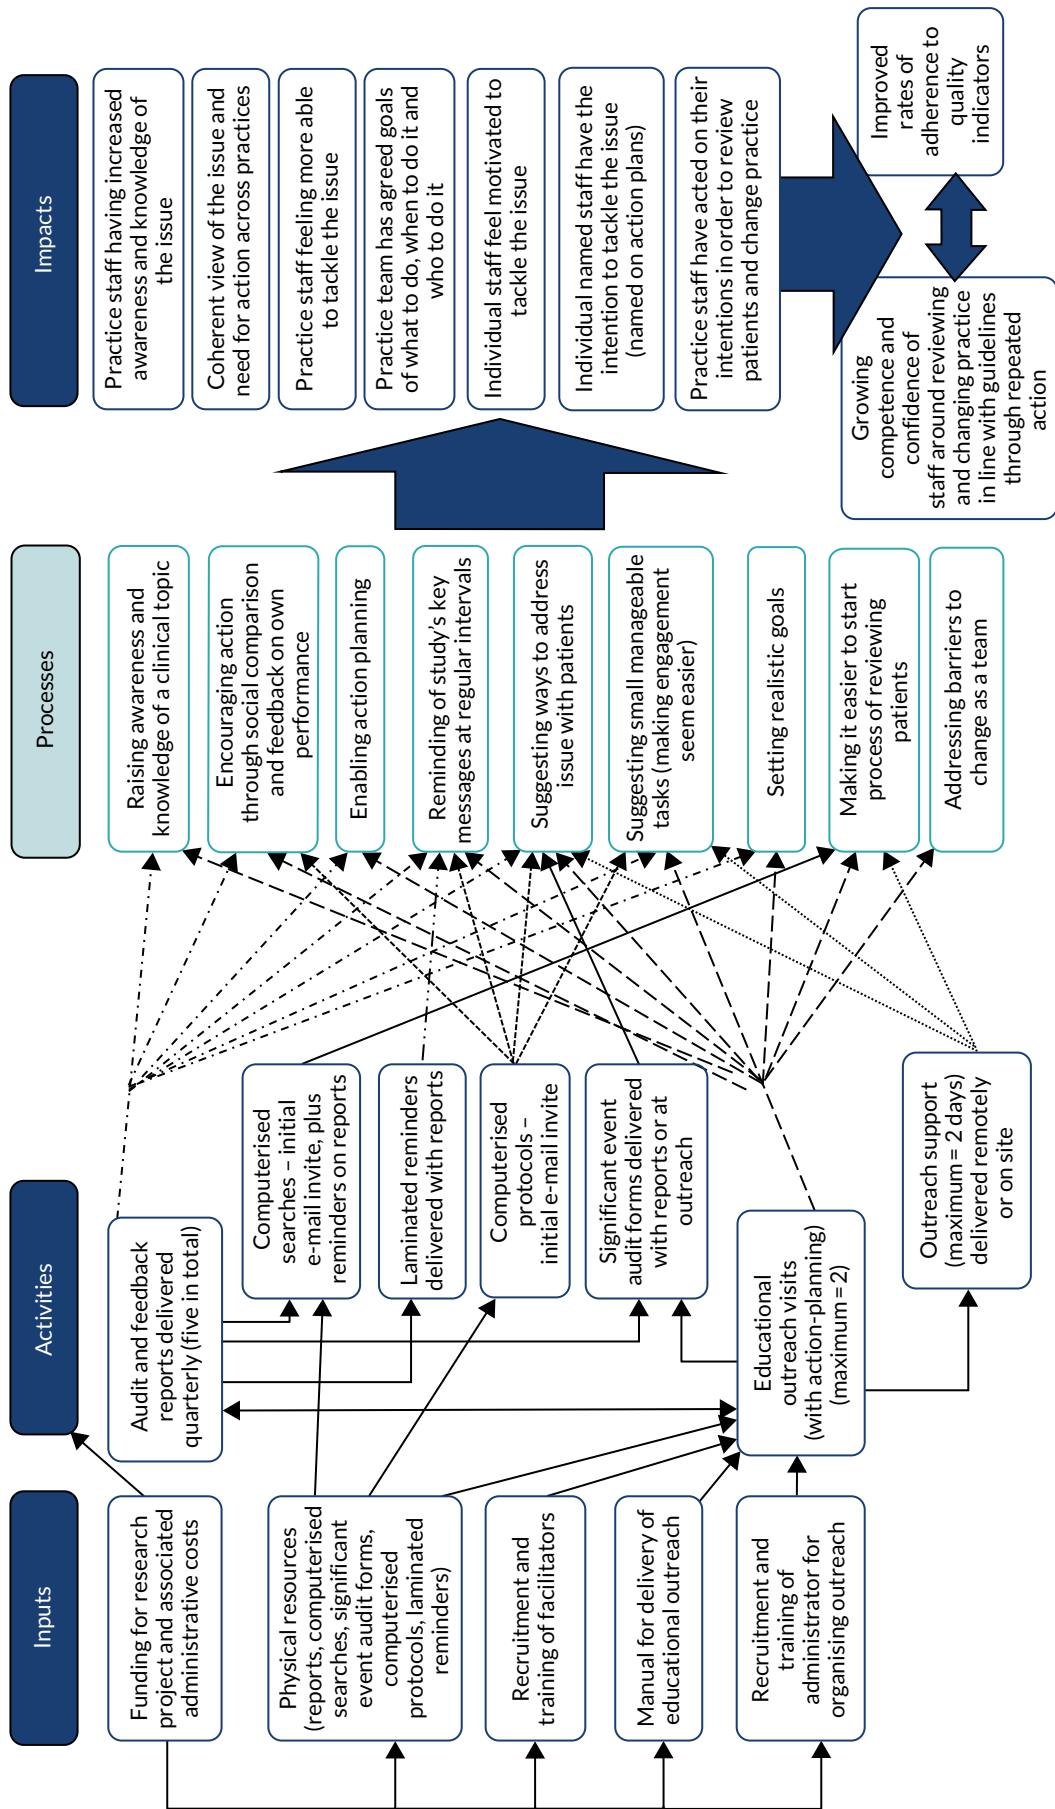 Inputs
Funding for research
project and associated
administrative costs
Physical resources
(reports, computerised
searches, significant
event audit forms,
computerised
protocols, laminated
reminders)
Recruitment and
training of facilitators
Manual for delivery of
educational outreach
Recruitment and
training of
administrator for
organising outreach
Activities
Audit and feedback
reports delivered
quarterly (five in total)
Computerised
searches – initial
e-mail invite, plus
reminders on reports
Laminated reminders
delivered with reports
Computerised
protocols –
initial e-mail invite
Significant event
audit forms delivered
with reports or at
outreach
Educational
outreach visits
(with action-planning)
(maximum = 2)
Outreach support
(maximum = 2 days)
delivered remotely
or on site
Processes
Raising awareness and
knowledge of a clinical topic
Encouraging action
through social comparison
and feedback on own
performance
Enabling action planning
Reminding of study's key
messages at regular intervals
Suggesting ways to address
issue with patients
Suggesting small manageable
tasks (making engagement
seem easier)
Setting realistic goals
Making it easier to start
process of reviewing
patients
Addressing barriers to
change as a team
Impacts
Practice staff having increased
awareness and knowledge of
the issue
Coherent view of the issue and
need for action across practices
Practice staff feeling more able
to tackle the issue
Practice team has agreed goals
of what to do, when to do it and
who to do it
Individual staff feel motivated to
tackle the issue
Individual named staff have the
intention to tackle the issue
(named on action plans)
Practice staff have acted on their
intentions in order to review
patients and change practice
Growing
competence and
confidence of
staff around reviewing
and changing practice
in line with guidelines
through repeated
action
Improved
rates of
adherence to
quality
indicators